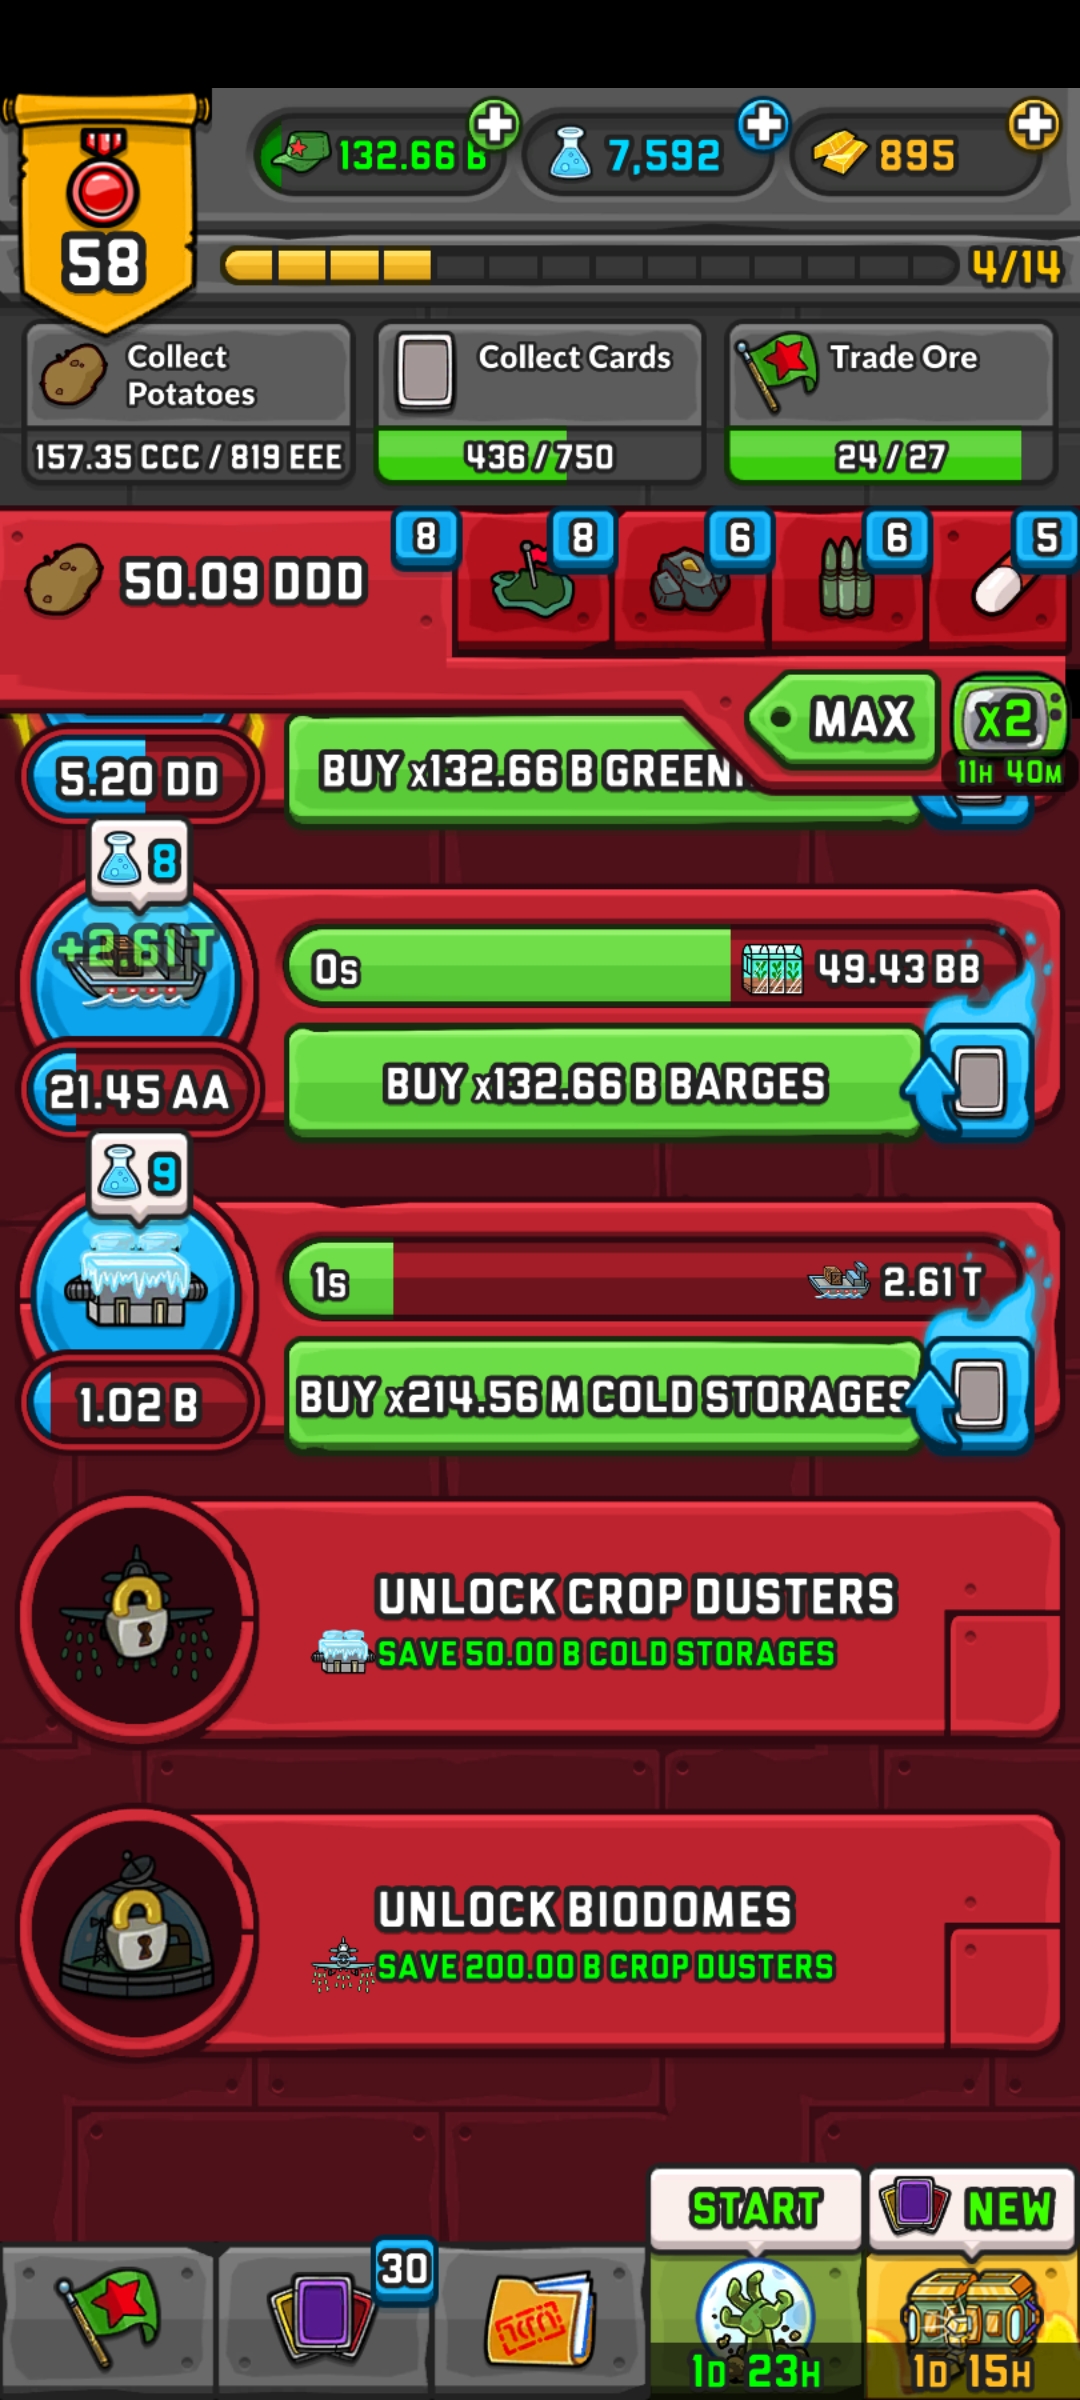 58
132.66 B
7,592
895
4/14
Collect Potatoes
157.35 CCC / 819 EEE
Collect Cards
436 / 750
Trade Ore
24 / 27
50.09 DDD
8
8
6
6
5
MAX
x2
11H 40M
5.20 DD
BUY x132.66 B
8
+2.61 T
0s
49.43 BB
21.45 AA
BUY x132.66 B BARGES
9
1s
2.61 T
1.02 B
BUY x214.56 M COLD STORAGES
UNLOCK CROP DUSTERS
SAVE 50.00 B COLD STORAGES
UNLOCK BIODOMES
SAVE 200.00 B CROP DUSTERS
START
NEW
30
1D 23H
1D 15H